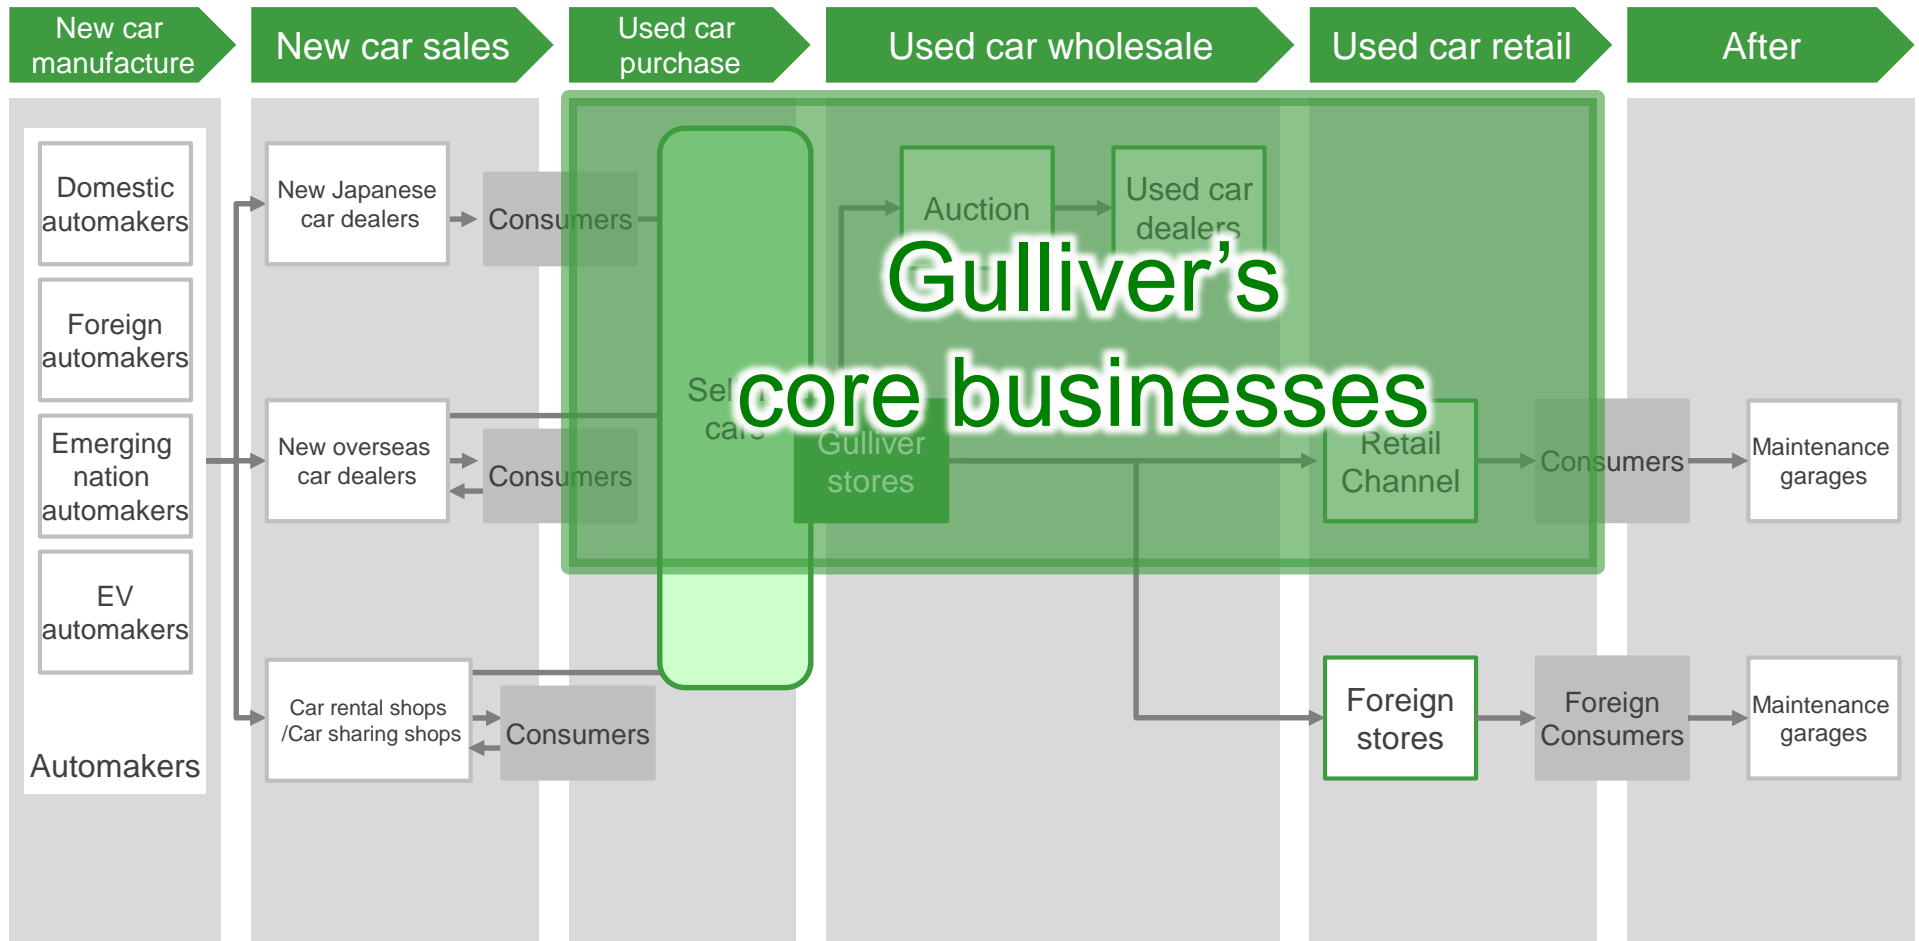 New car
manufacture
New car sales
Used car
purchase
Used car wholesale
Used car retail
After
Domestic
automakers
Foreign
automakers
Emerging
nation
automakers
EV
automakers
Automakers
New Japanese
car dealers
Consumers
New overseas
car dealers
Consumers
Car rental shops
/Car sharing shops
Consumers
cars
Gulliver
stores
Auction
Used car
dealers
Gulliver’s
core businesses
Retail
Channel
Consumers
Maintenance
garages
Foreign
stores
Foreign
Consumers
Maintenance
garages